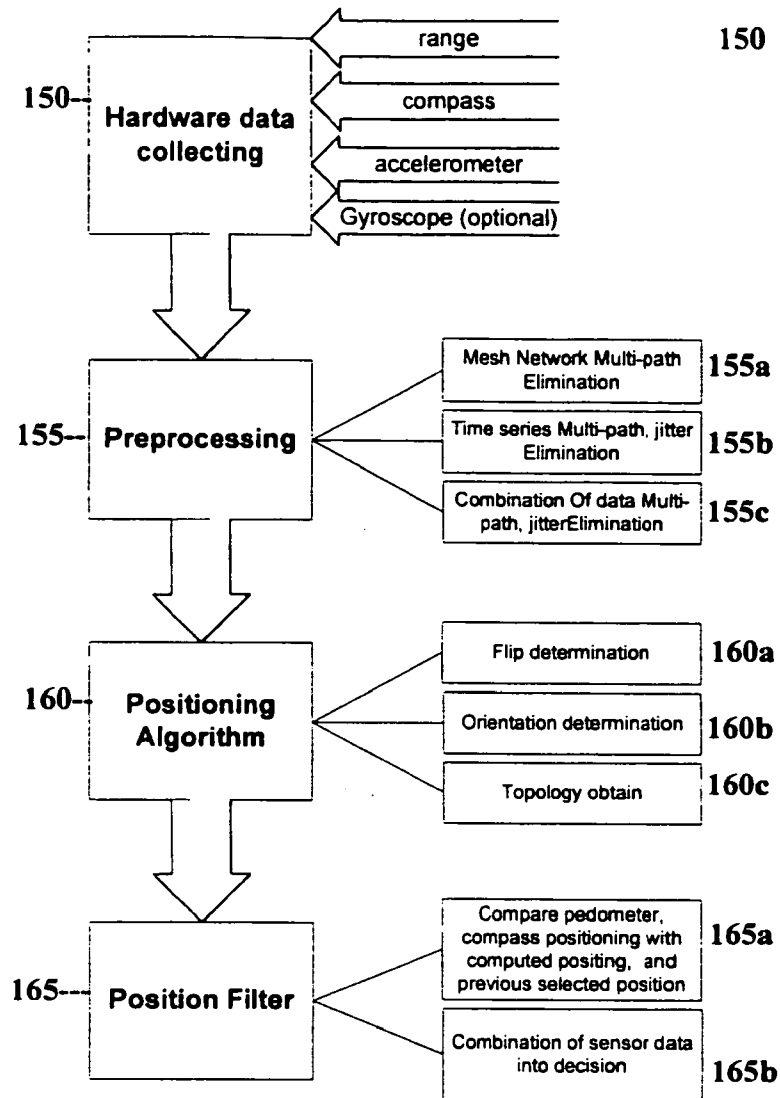 range
150
150--
Hardware data
collecting
compass
accelerometer
Gyroscope (optional)
155--
Preprocessing
Mesh Network Multi-path
Elimination
155a
Time series Multi-path, jitter
Elimination
155b
Combination Of data Multi-
path, jitterElimination
155c
160--
Positioning
Algorithm
Flip determination
160a
Orientation determination
160b
Topology obtain
160c
165---
Position Filter
Compare pedometer,
compass positioning with
computed positing, and
previous selected position
165a
Combination of sensor data
into decision
165b